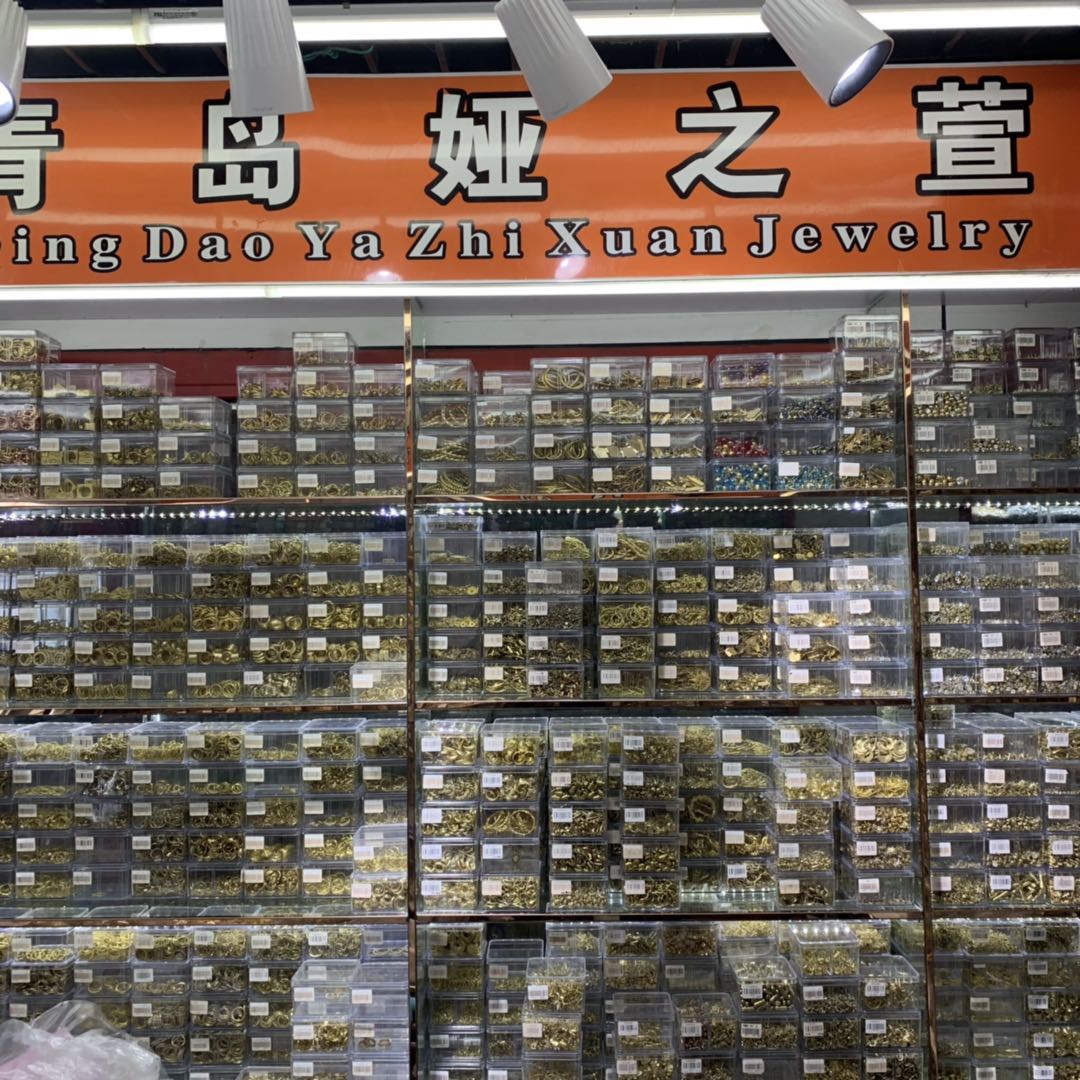 青岛娅之萱
ing Dao Ya Zhi Xuan Jewelry